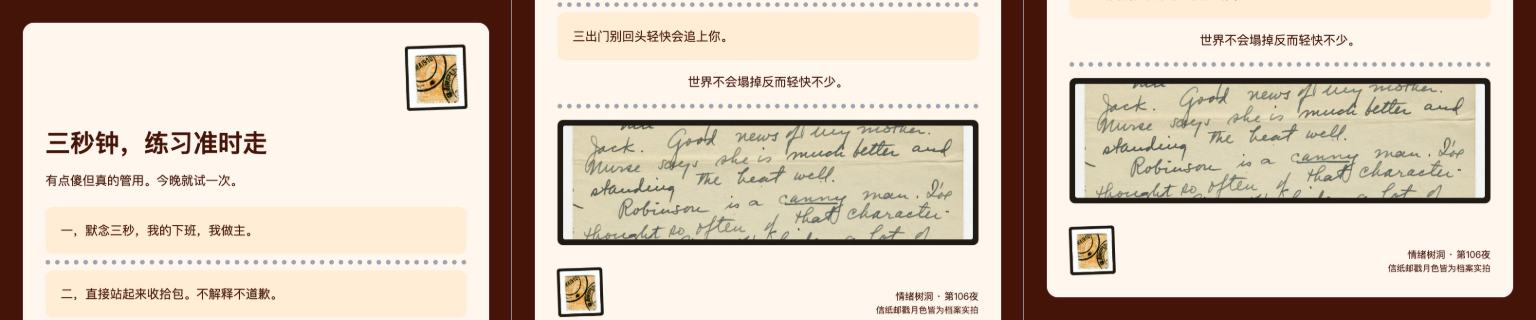 三秒钟，练习准时走
有点傻但真的管用。今晚就试一次。
一，默念三秒，我的下班，我做主。
二，直接站起来收拾包。不解释不道歉。
三出门别回头轻快会追上你。
世界不会塌掉反而轻快不少。
Jack. Good news of my mother.
Nurse says she is much better and
standing the heat well.
Robinson is a canny man. I've
thought so often of that character-
情绪树洞 · 第106夜
信纸邮戳月色皆为档案实拍
世界不会塌掉反而轻快不少。
Jack. Good news of my mother.
Nurse says she is much better and
standing the heat well.
Robinson is a canny man. I've
thought so often of that character-
情绪树洞 · 第106夜
信纸邮戳月色皆为档案实拍